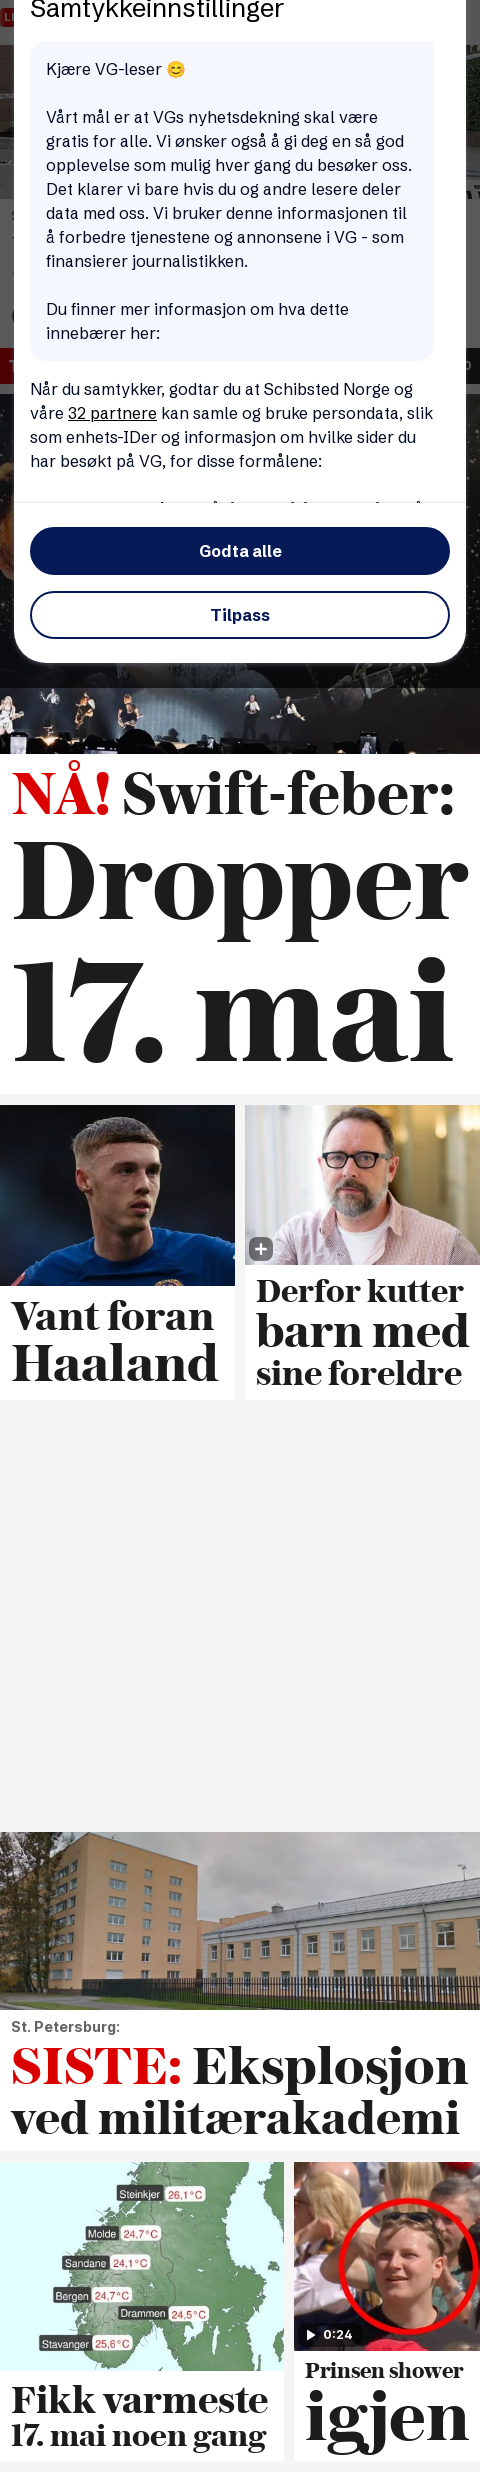 Samtykkeinnstillinger
Kjære VG-leser 😊
Vårt mål er at VGs nyhetsdekning skal være
gratis for alle. Vi ønsker også å gi deg en så god
opplevelse som mulig hver gang du besøker oss.
Det klarer vi bare hvis du og andre lesere deler
data med oss. Vi bruker denne informasjonen til
å forbedre tjenestene og annonsene i VG - som
finansierer journalistikken.
Du finner mer informasjon om hva dette
innebærer her:
Når du samtykker, godtar du at Schibsted Norge og
våre 32 partnere kan samle og bruke persondata, slik
som enhets-IDer og informasjon om hvilke sider du
har besøkt på VG, for disse formålene:
Godta alle
Tilpass
NÅ! Swift-feber:
Dropper
17. mai
Vant foran
Haaland
Derfor kutter
barn med
sine foreldre
St. Petersburg:
SISTE: Eksplosjon
ved militærakademi
Steinkjer 26,1°C
Molde 24,7°C
Sandane 24,1°C
Bergen 24,7°C
Drammen 24,5°C
Stavanger 25,6°C
Fikk varmeste
17. mai noen gang
0:24
Prinsen shower
igjen